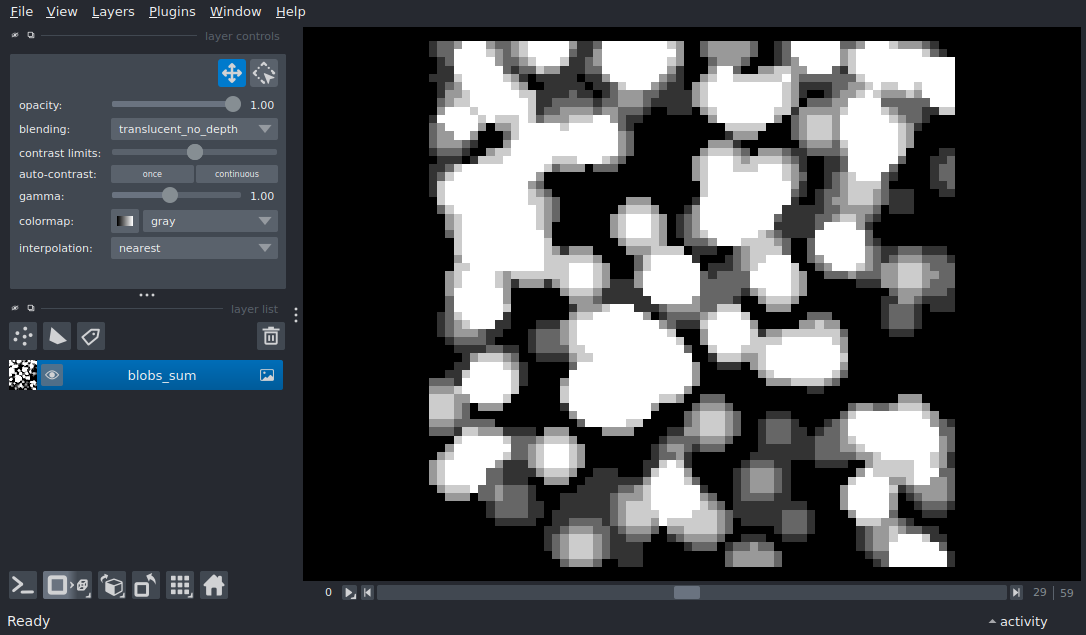 File View Layers Plugins Window Help
layer controls
opacity: 1.00
blending: translucent_no_depth
contrast limits:
auto-contrast: once continuous
gamma: 1.00
colormap: gray
interpolation: nearest
layer list
blobs_sum
0 29 59
Ready activity